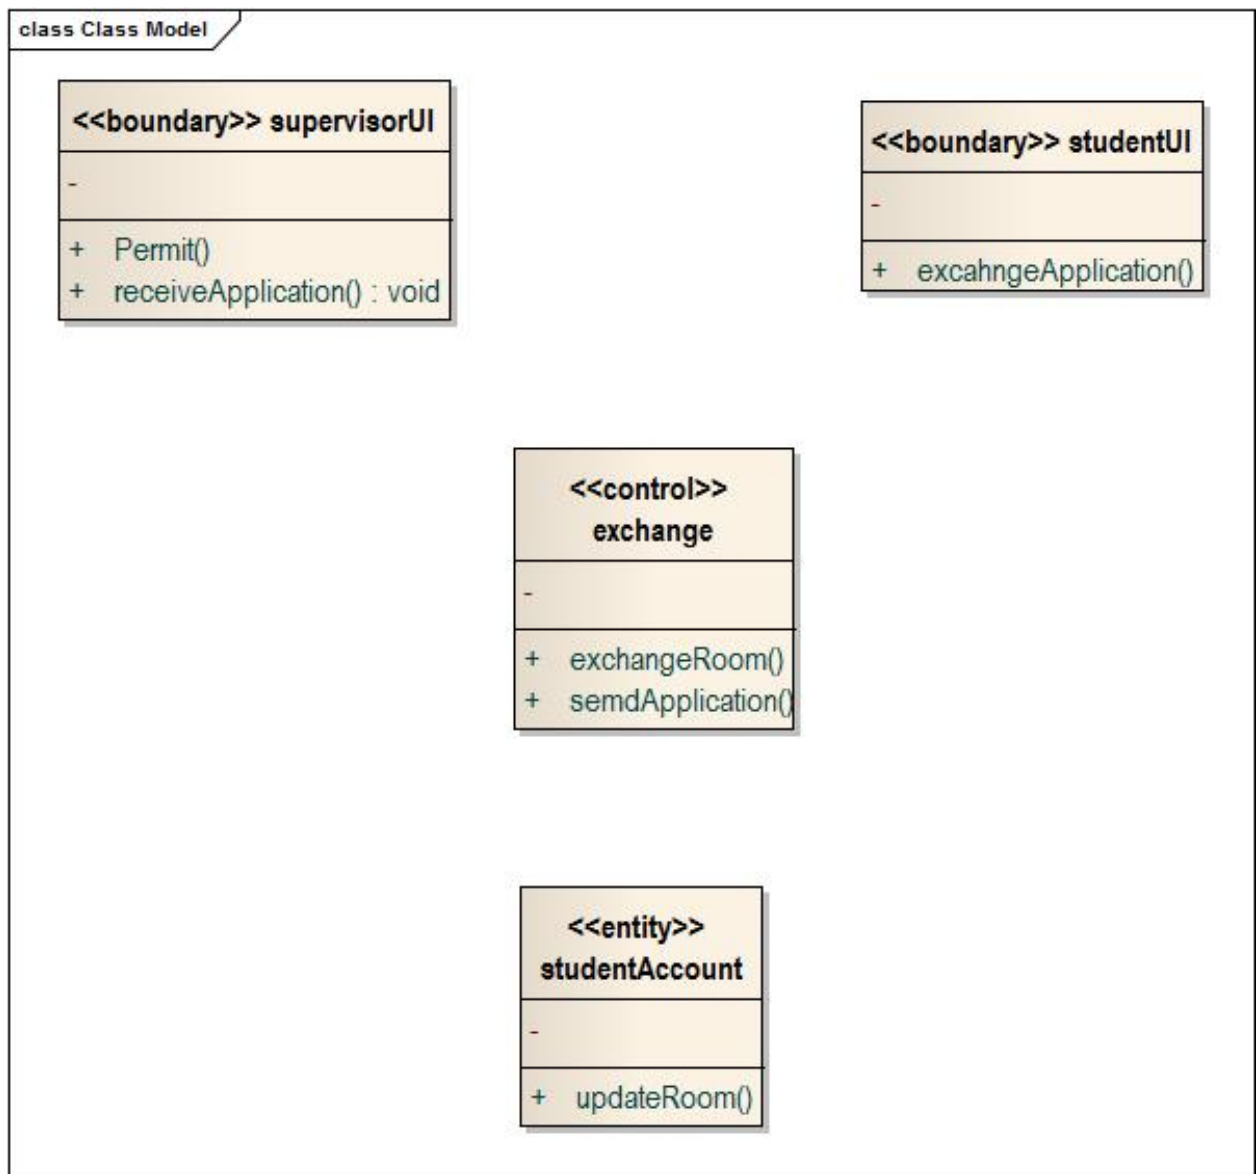 class Class Model
<<boundary>> supervisorUI
-
+ Permit()
+ receiveApplication() : void
<<boundary>> studentUI
-
+ excahngeApplication()
<<control>>
exchange
-
+ exchangeRoom()
+ semdApplication()
<<entity>>
studentAccount
-
+ updateRoom()